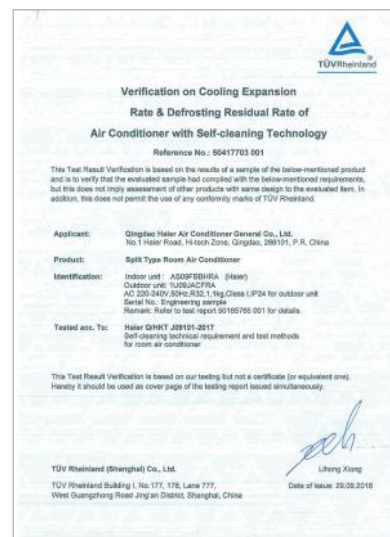 TÜVRheinland
Verification on Cooling Expansion
Rate & Defrosting Residual Rate of
Air Conditioner with Self-cleaning Technology
Reference No.: 50417703 001
This Test Result Verification is based on the results of a sample of the below-mentioned product
and is to verify that the evaluated sample had complied with the below-mentioned requirements,
but this does not imply assessment of other products with same design to the evaluated item. In
addition, this does not permit the use of any conformity marks of TÜV Rheinland.
Applicant: Qingdao Haier Air Conditioner General Co., Ltd.
No.1 Haier Road, Hi-tech Zone, Qingdao, 266101, P.R. China
Product: Split Type Room Air Conditioner
Identification: Indoor unit : AS09FBBHRA (Haier)
Outdoor unit: 1U09JACFRA
AC 220-240V,50Hz,R32,1.1kg,Class I,IP24 for outdoor unit
Serial No.: Engineering sample
Remark: Refer to test report 50165765 001 for details.
Tested acc. To: Haier Q/HKT J09101-2017
Self-cleaning technical requirement and test methods
for room air conditioner
This Test Result Verification is based on our testing but not a certificate (or equivalent one).
Hereby it should be used as cover page of the testing report issued simultaneously.
TÜV Rheinland (Shanghai) Co., Ltd.
Lihong Xiong
TÜV Rheinland Building I, No.177, 178, Lane 777,
West Guangzhong Road Jing'an District, Shanghai, China
Date of issue: 29.09.2018